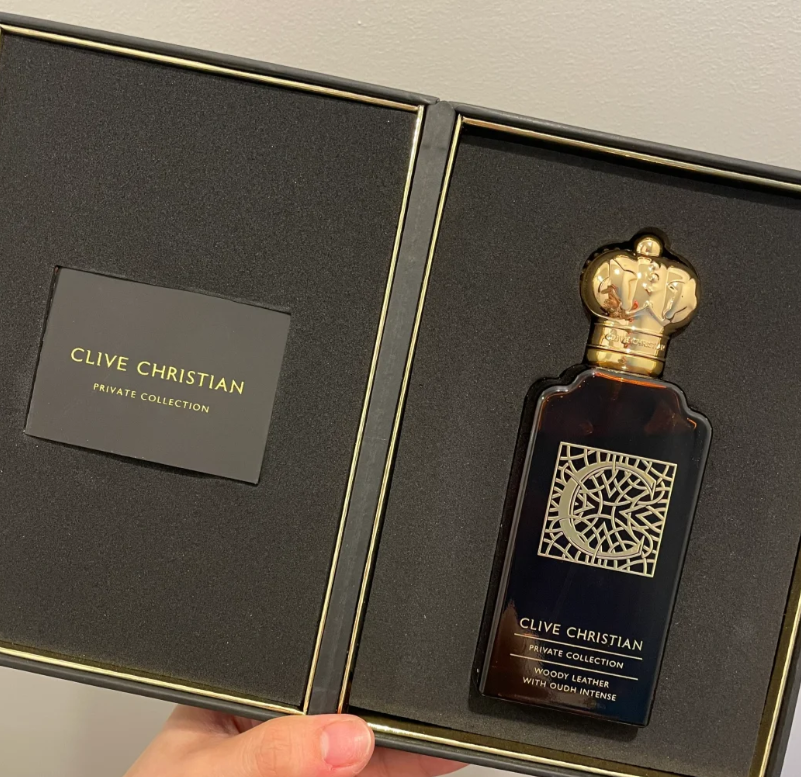 CLIVE CHRISTIAN
PRIVATE COLLECTION
C
CLIVE CHRISTIAN
PRIVATE COLLECTION
WOODY LEATHER
WITH OUDH INTENSE